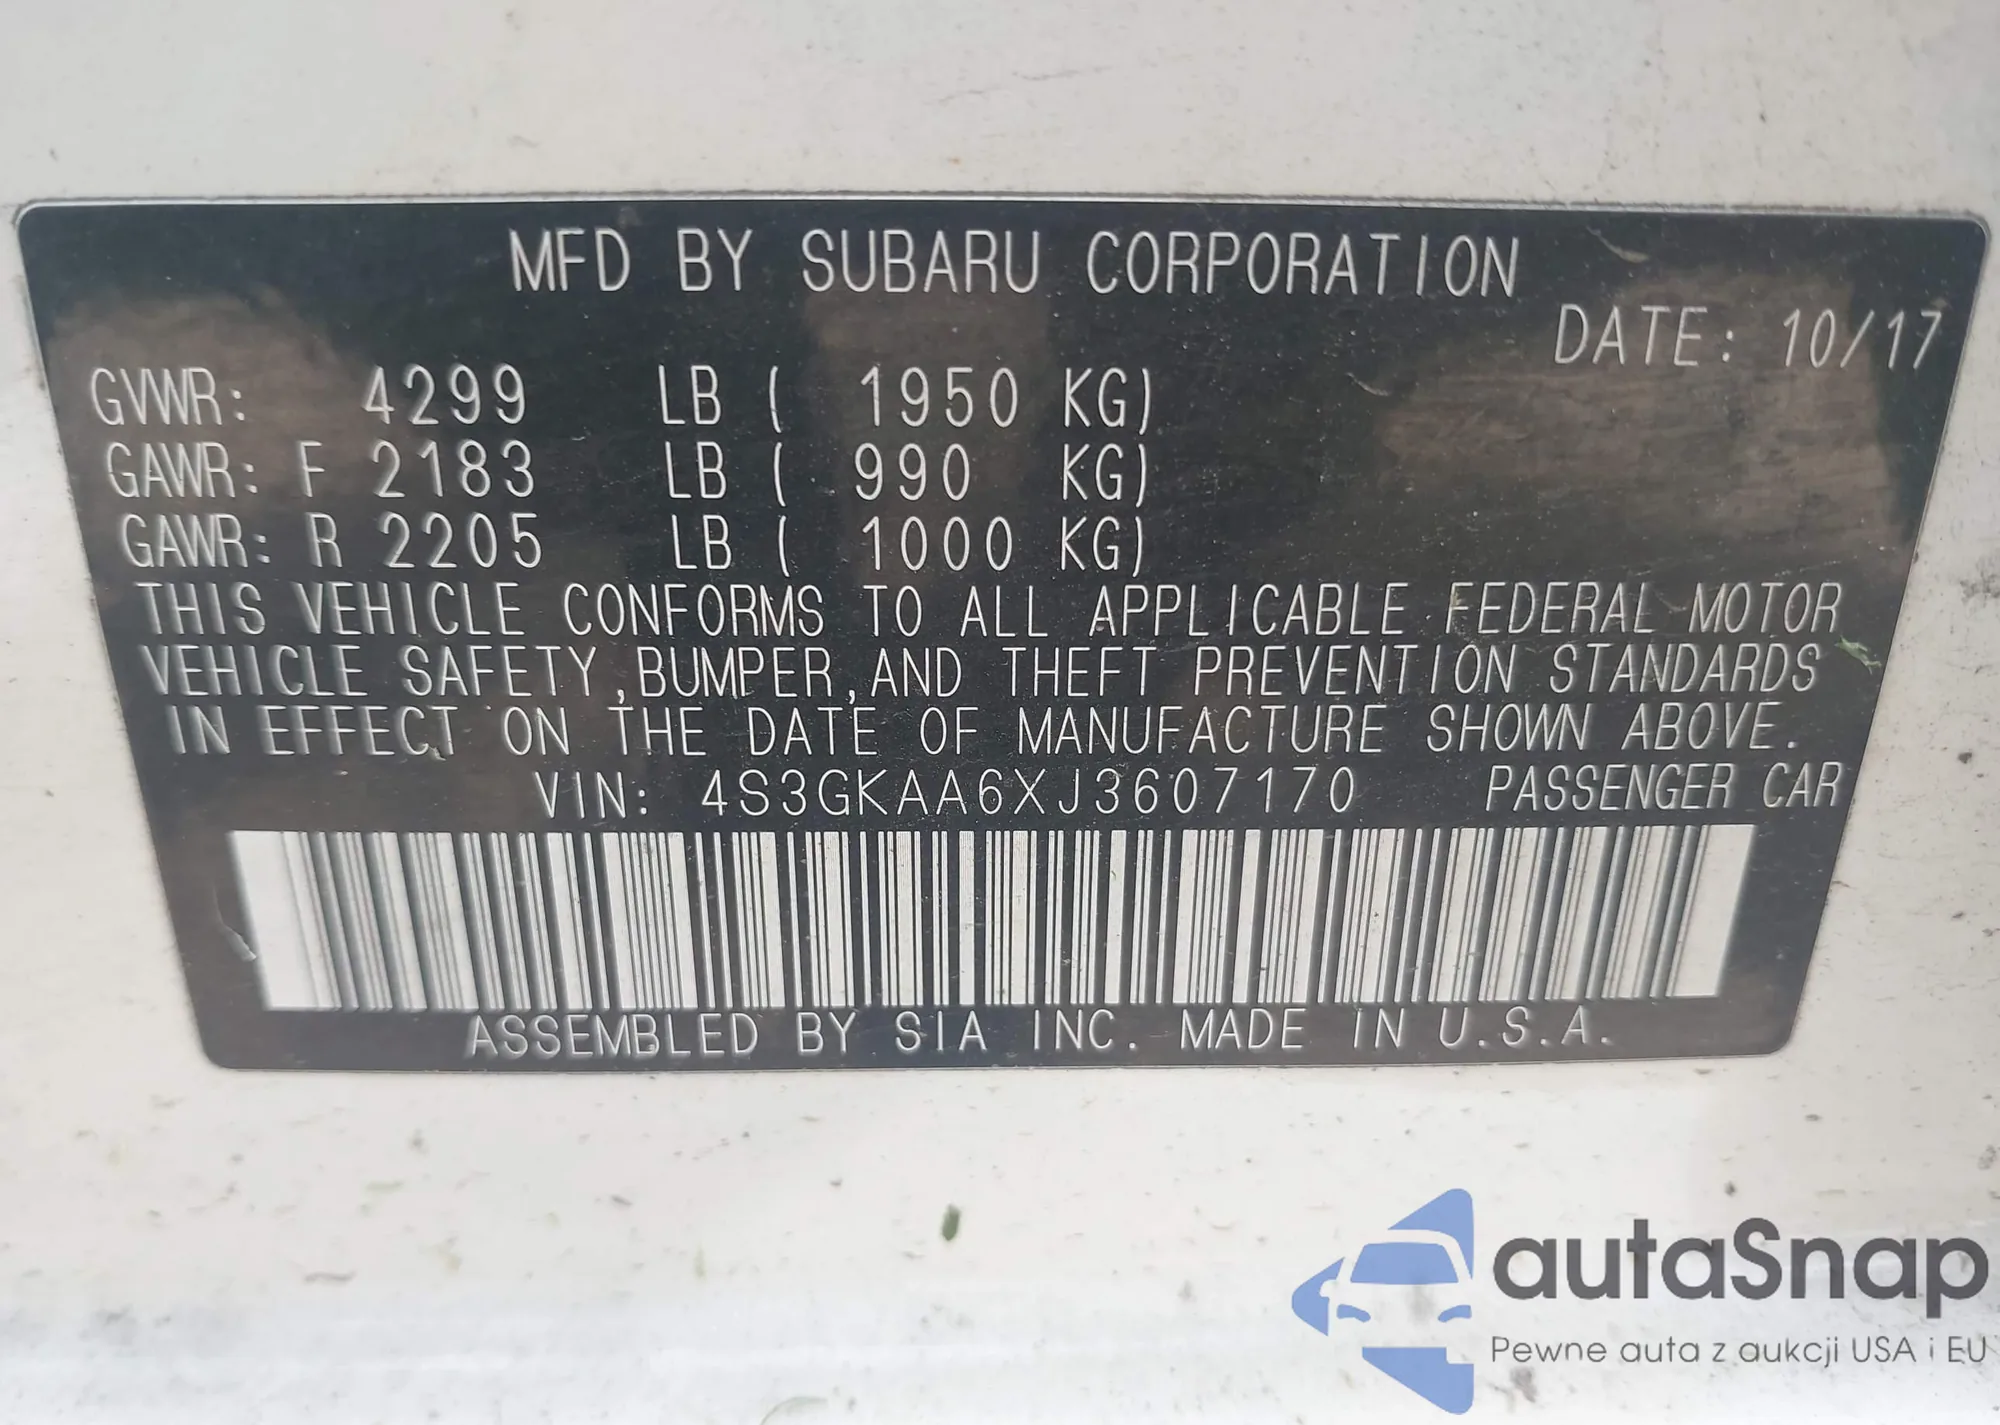 MFD BY SUBARU CORPORATION
DATE: 10/17
GVWR: 4299 LB ( 1950 KG)
GAWR: F 2183 LB ( 990 KG)
GAWR: R 2205 LB ( 1000 KG)
THIS VEHICLE CONFORMS TO ALL APPLICABLE FEDERAL MOTOR
VEHICLE SAFETY,BUMPER,AND THEFT PREVENTION STANDARDS
IN EFFECT ON THE DATE OF MANUFACTURE SHOWN ABOVE.
VIN: 4S3GKAA6XJ3607170 PASSENGER CAR
ASSEMBLED BY SIA INC. MADE IN U.S.A.
autaSnap
Pewne auta z aukcji USA i EU